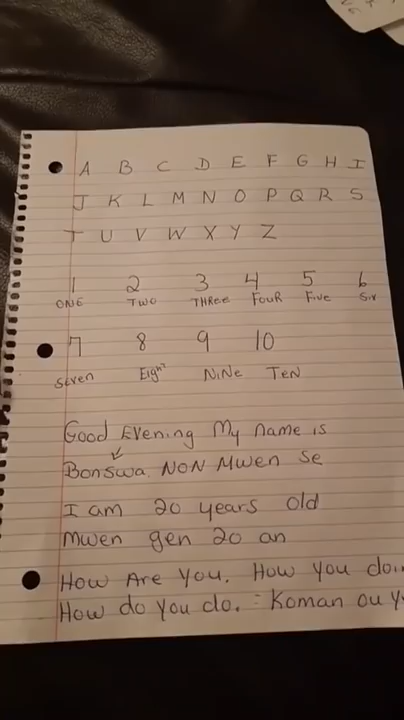 A B C D E F G H I
J K L M N O P Q R S
T U V W X Y Z
1 2 3 4 5 6
ONE TWO THREE FOUR FIVE SIX
7 8 9 10
SEVEN Eight NINE TEN
Good Evening My name is
Bonswa. NON Mwen se
I am 20 years old
Mwen gen 20 an
How Are You. How you
How do you do. = Koman ou